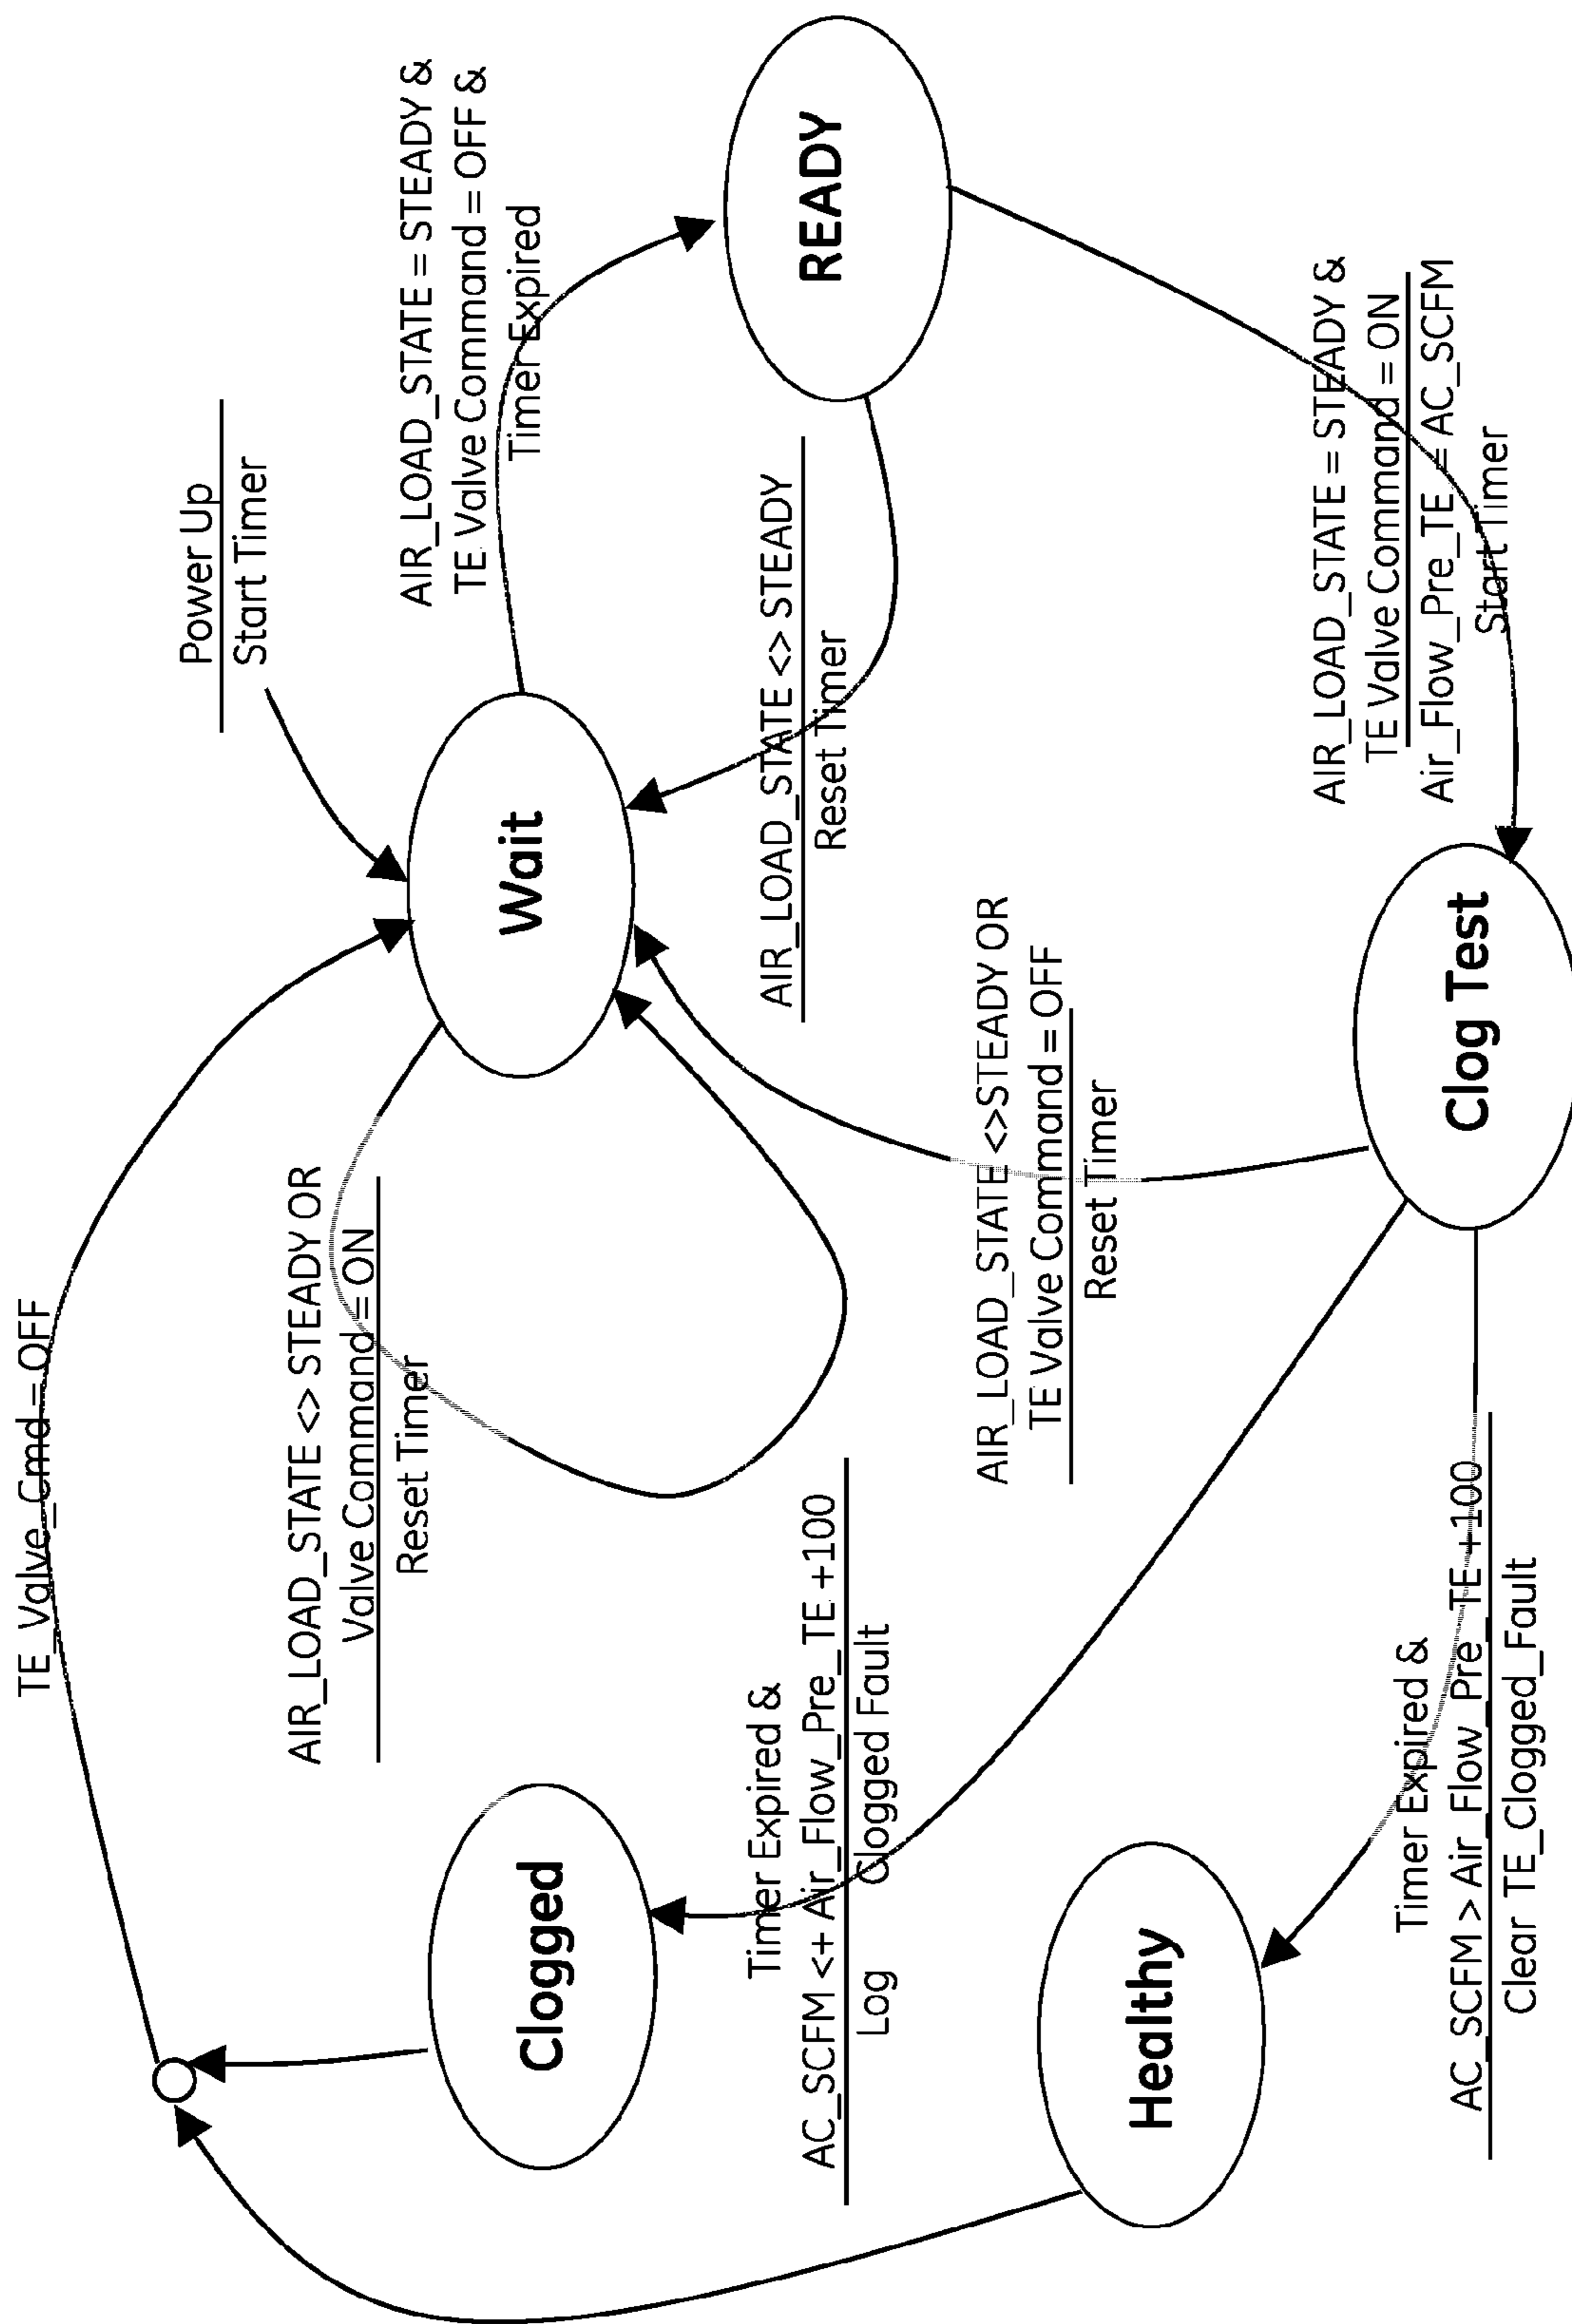 TE_Valve_Cmd = OFF
Power Up
Start Timer
AIR_LOAD_STATE <> STEADY OR
Valve Command = ON
Reset Timer
AIR_LOAD_STATE = STEADY &
TE Valve Command = OFF &
Timer Expired
Clogged
Wait
AIR_LOAD_STATE <> STEADY
Reset Timer
READY
Timer Expired &
AC_SCFM <+ Air_Flow_Pre_TE +100
Log Clogged Fault
AIR_LOAD_STATE <>STEADY OR
TE Valve Command = OFF
Reset Timer
Healthy
AIR_LOAD_STATE = STEADY &
TE Valve Command = ON
Air_Flow_Pre_TE = AC_SCFM
Start Timer
Timer Expired &
AC_SCFM > Air_Flow_Pre_TE +100
Clear TE_Clogged_Fault
Clog Test